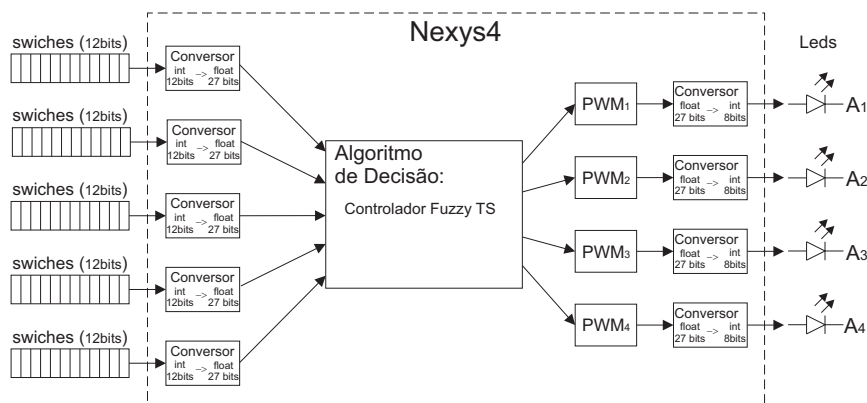 Nexys4
Leds
swiches (12bits)
Conversor
int -> float
12bits 27 bits
swiches (12bits)
Conversor
int -> float
12bits 27 bits
swiches (12bits)
Conversor
int -> float
12bits 27 bits
swiches (12bits)
Conversor
int -> float
12bits 27 bits
swiches (12bits)
Conversor
int -> float
12bits 27 bits
Algoritmo
de Decisão:
Controlador Fuzzy TS
PWM1
Conversor
float -> int
27 bits 8bits
A1
PWM2
Conversor
float -> int
27 bits 8bits
A2
PWM3
Conversor
float -> int
27 bits 8bits
A3
PWM4
Conversor
float -> int
27 bits 8bits
A4